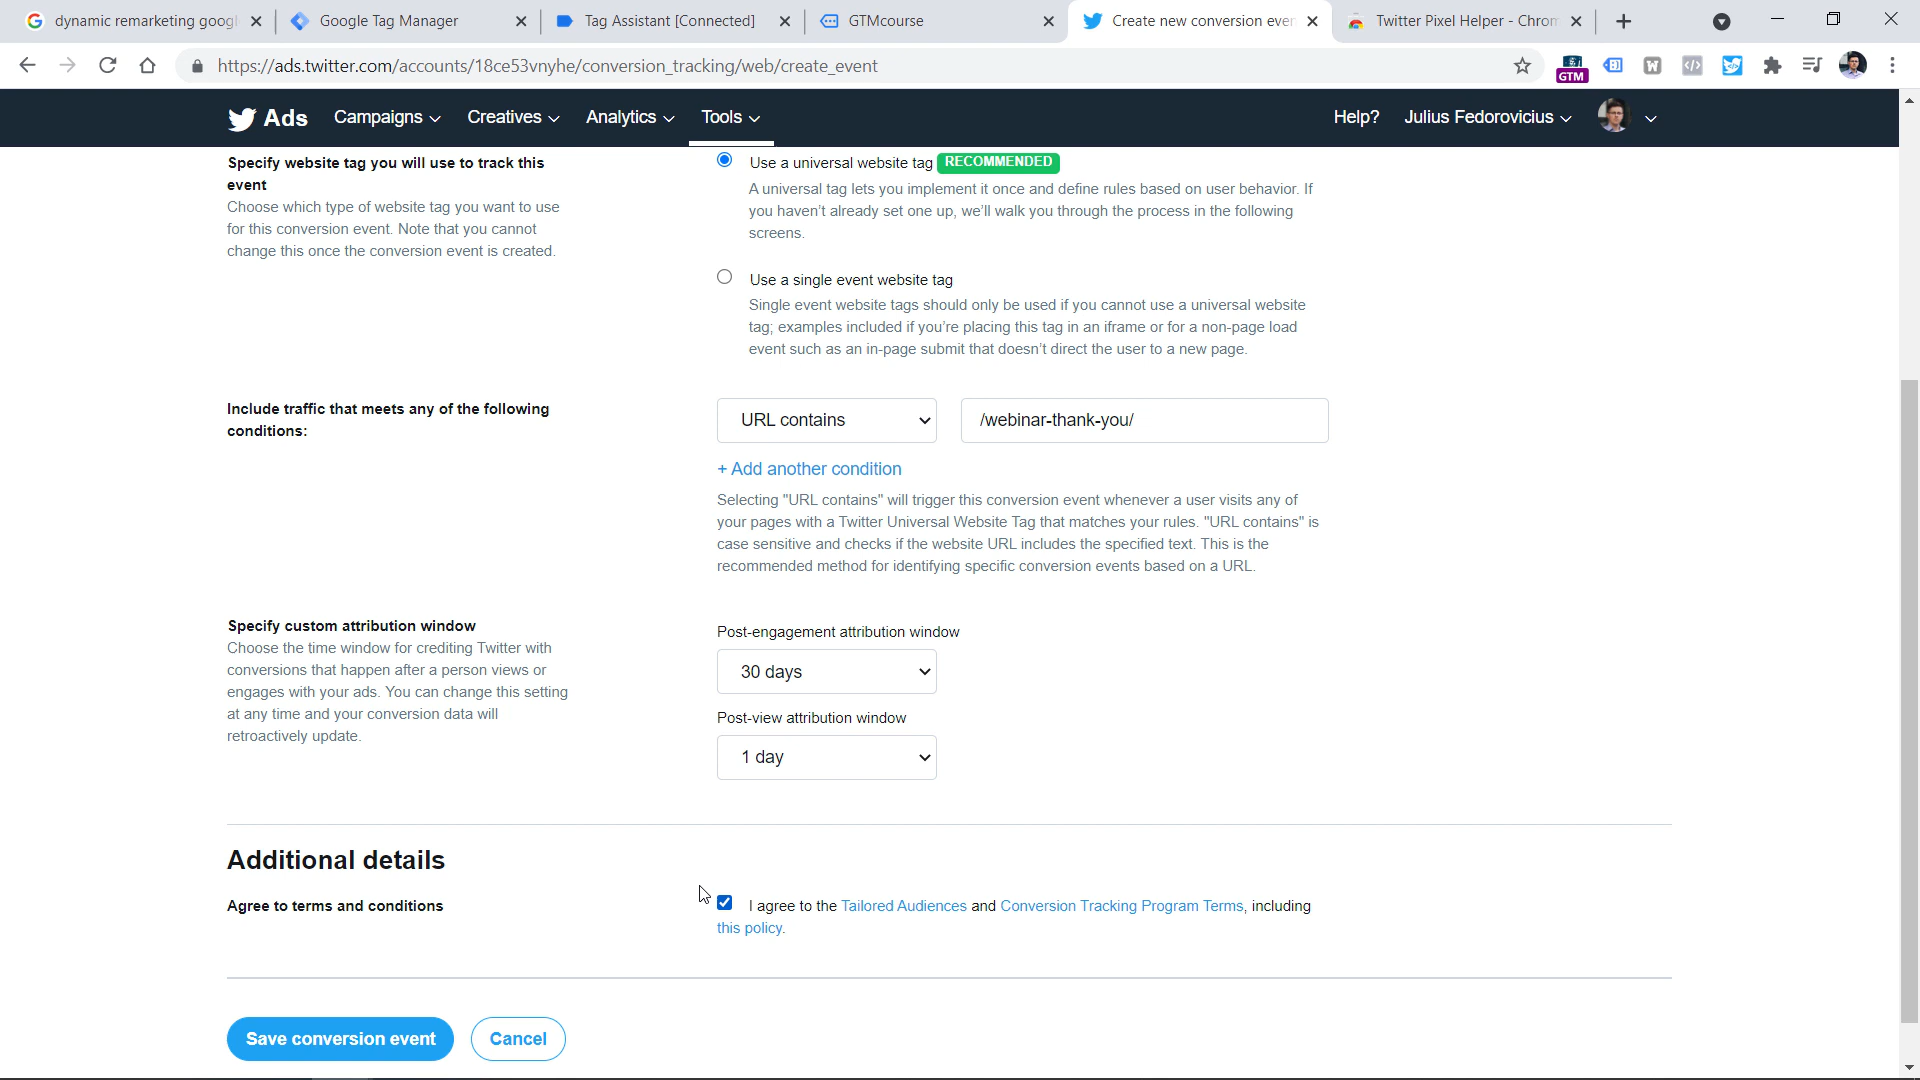 dynamic remarketing googl
Google Tag Manager
Tag Assistant [Connected]
GTMcourse
Create new conversion even
Twitter Pixel Helper - Chrom
https://ads.twitter.com/accounts/18ce53vnyhe/conversion_tracking/web/create_event
GTM
Ads
Campaigns
Creatives
Analytics
Tools
Help?
Julius Fedorovicius
Specify website tag you will use to track this
event
Choose which type of website tag you want to use
for this conversion event. Note that you cannot
change this once the conversion event is created.
Use a universal website tag RECOMMENDED
A universal tag lets you implement it once and define rules based on user behavior. If
you haven't already set one up, we'll walk you through the process in the following
screens.
Use a single event website tag
Single event website tags should only be used if you cannot use a universal website
tag; examples included if you're placing this tag in an iframe or for a non-page load
event such as an in-page submit that doesn't direct the user to a new page.
Include traffic that meets any of the following
conditions:
URL contains
/webinar-thank-you/
+ Add another condition
Selecting "URL contains" will trigger this conversion event whenever a user visits any of
your pages with a Twitter Universal Website Tag that matches your rules. "URL contains" is
case sensitive and checks if the website URL includes the specified text. This is the
recommended method for identifying specific conversion events based on a URL.
Specify custom attribution window
Choose the time window for crediting Twitter with
conversions that happen after a person views or
engages with your ads. You can change this setting
at any time and your conversion data will
retroactively update.
Post-engagement attribution window
30 days
Post-view attribution window
1 day
Additional details
Agree to terms and conditions
I agree to the Tailored Audiences and Conversion Tracking Program Terms, including
this policy.
Save conversion event
Cancel